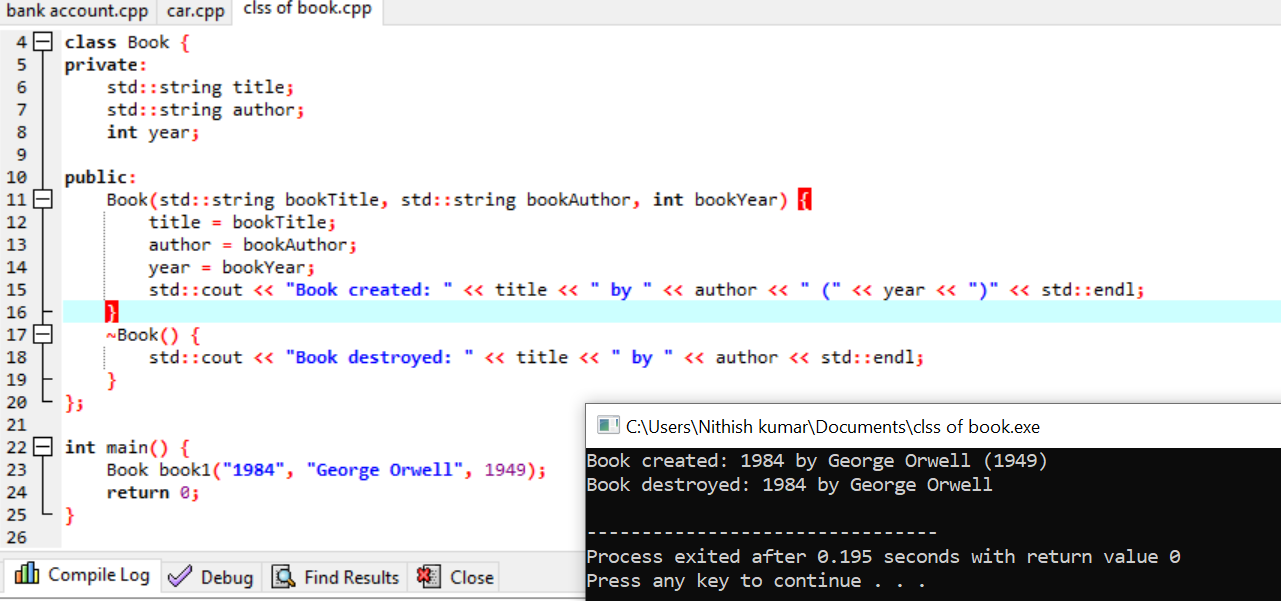 bank account.cpp car.cpp clss of book.cpp
4 class Book {
5 private:
6 std::string title;
7 std::string author;
8 int year;
9
10 public:
11 Book(std::string bookTitle, std::string bookAuthor, int bookYear) {
12 title = bookTitle;
13 author = bookAuthor;
14 year = bookYear;
15 std::cout << "Book created: " << title << " by " << author << " (" << year << ")" << std::endl;
16 }
17 ~Book() {
18 std::cout << "Book destroyed: " << title << " by " << author << std::endl;
19 }
20 };
21
22 int main() {
23 Book book1("1984", "George Orwell", 1949);
24 return 0;
25 }
26
C:\Users\Nithish kumar\Documents\clss of book.exe
Book created: 1984 by George Orwell (1949)
Book destroyed: 1984 by George Orwell
--------------------------------
Process exited after 0.195 seconds with return value 0
Press any key to continue . . .
Compile Log Debug Find Results Close